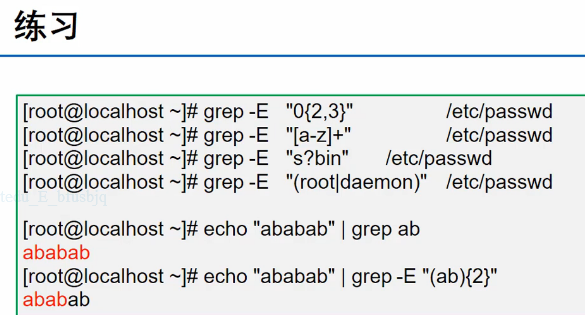 练习
[root@localhost ~]# grep -E "0{2,3}" /etc/passwd
[root@localhost ~]# grep -E "[a-z]+" /etc/passwd
[root@localhost ~]# grep -E "s?bin" /etc/passwd
[root@localhost ~]# grep -E "(root|daemon)" /etc/passwd
[root@localhost ~]# echo "ababab" | grep ab
ababab
[root@localhost ~]# echo "ababab" | grep -E "(ab){2}"
ababab